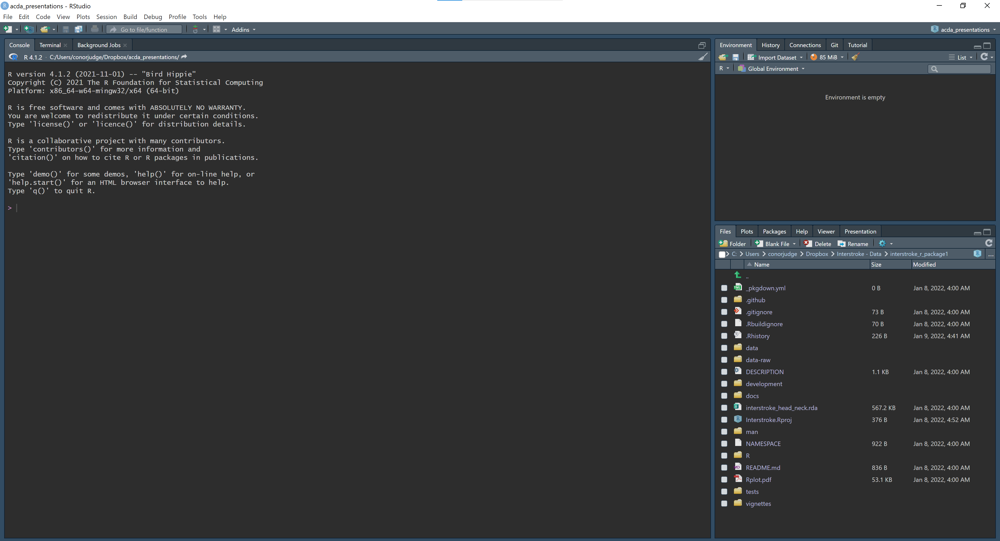 acda_presentations - RStudio
File Edit Code View Plots Session Build Debug Profile Tools Help
Go to file/function Addins acda_presentations
Console Terminal Background Jobs
R 4.1.2 · C:/Users/conorjudge/Dropbox/acda_presentations/
R version 4.1.2 (2021-11-01) -- "Bird Hippie"
Copyright (C) 2021 The R Foundation for Statistical Computing
Platform: x86_64-w64-mingw32/x64 (64-bit)
R is free software and comes with ABSOLUTELY NO WARRANTY.
You are welcome to redistribute it under certain conditions.
Type 'license()' or 'licence()' for distribution details.
R is a collaborative project with many contributors.
Type 'contributors()' for more information and
'citation()' on how to cite R or R packages in publications.
Type 'demo()' for some demos, 'help()' for on-line help, or
'help.start()' for an HTML browser interface to help.
Type 'q()' to quit R.
>
Environment History Connections Git Tutorial
Import Dataset 85 MiB List
R Global Environment
Environment is empty
Files Plots Packages Help Viewer Presentation
Folder Blank File Delete Rename
C: > Users > conorjudge > Dropbox > Interstroke - Data > interstroke_r_package1 ...
Name Size Modified
..
_pkgdown.yml 0 B Jan 8, 2022, 4:00 AM
.github
.gitignore 73 B Jan 8, 2022, 4:00 AM
.Rbuildignore 70 B Jan 8, 2022, 4:00 AM
.Rhistory 226 B Jan 9, 2022, 4:41 AM
data
data-raw
DESCRIPTION 1.1 KB Jan 8, 2022, 4:00 AM
development
docs
interstroke_head_neck.rda 567.2 KB Jan 8, 2022, 4:00 AM
Interstroke.Rproj 376 B Jan 8, 2022, 4:52 AM
man
NAMESPACE 922 B Jan 8, 2022, 4:00 AM
R
README.md 836 B Jan 8, 2022, 4:00 AM
Rplot.pdf 53.1 KB Jan 8, 2022, 4:00 AM
tests
vignettes